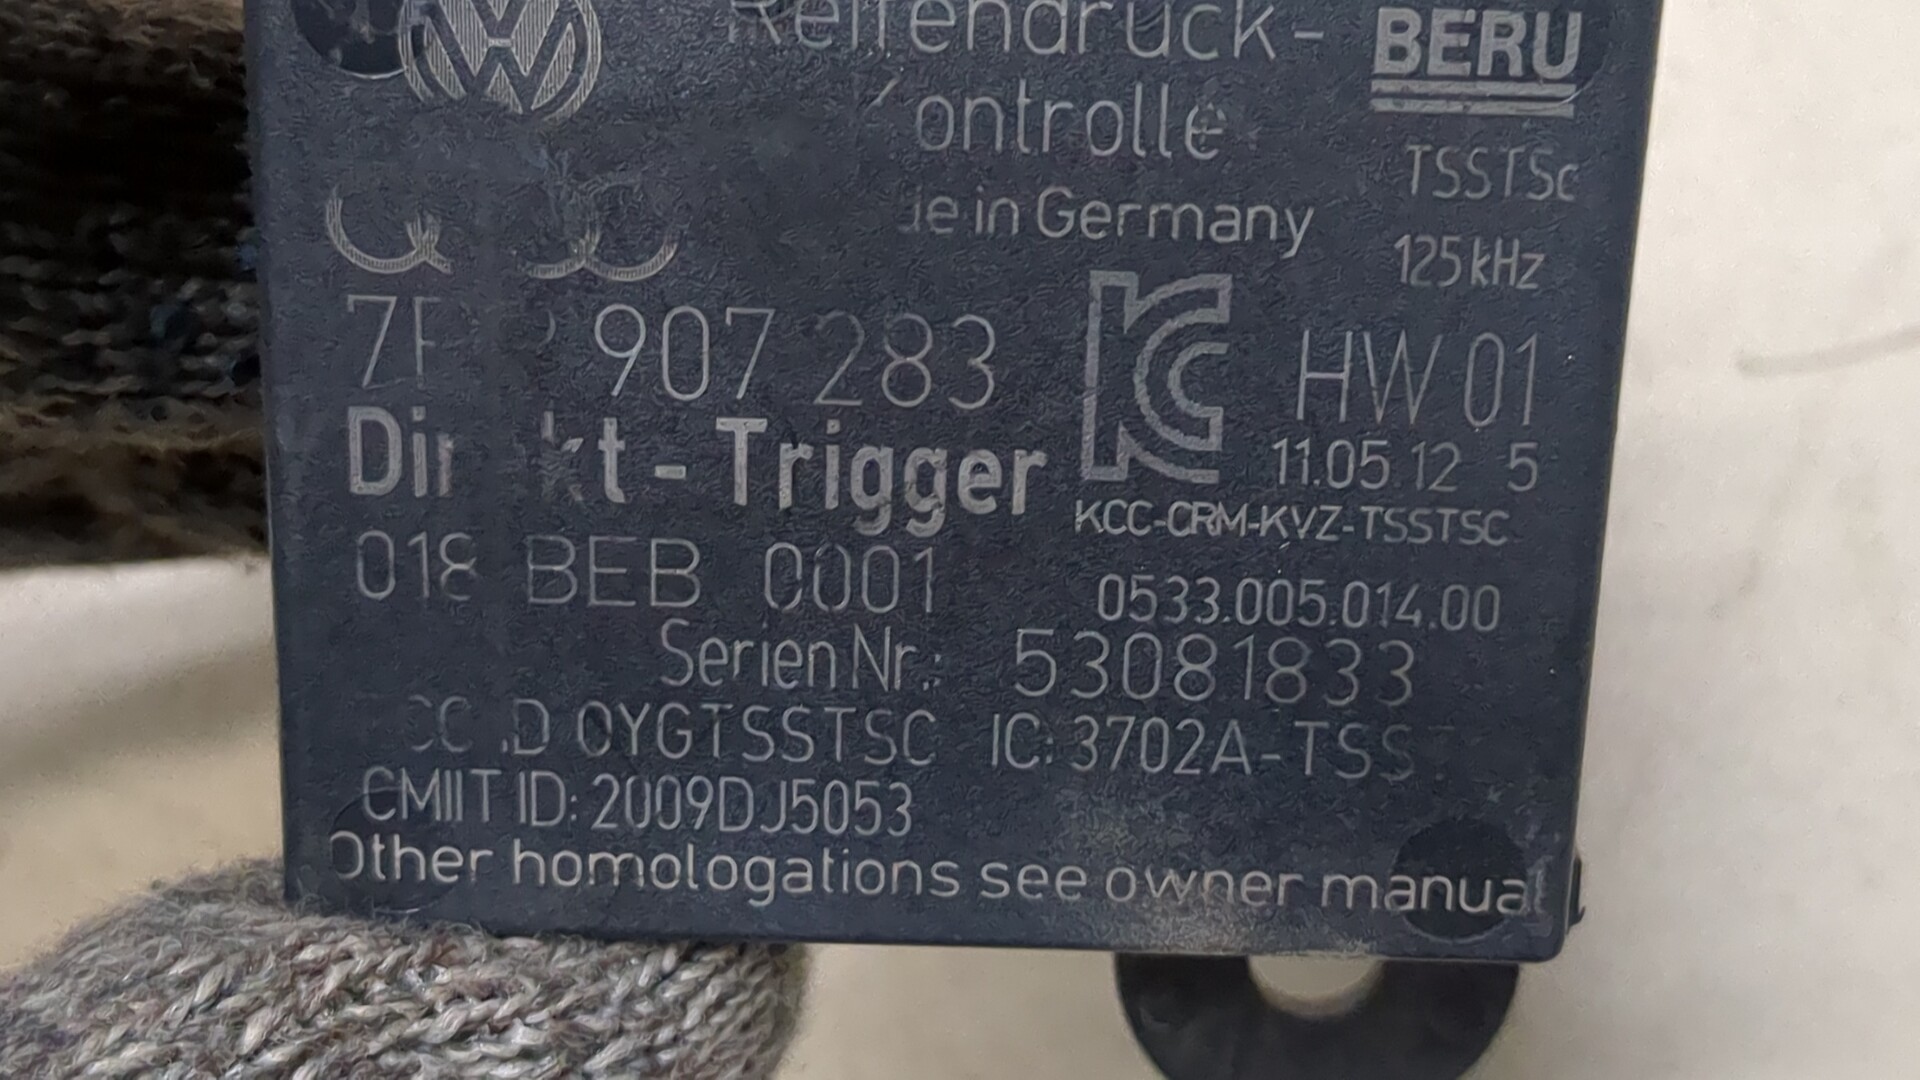 Reifendruck-
BERU
Kontrolle
TSSTSc
in Germany
125kHz
907 283
HW 01
- Trigger
11.05.12 5
KCC-CRM-KVZ-TSSTSC
018 BEB 0001
0533.005.014.00
Serien Nr.: 53081833
OYGTSSTSC IC: 3702A-TSS
CMIIT ID: 2009DJ5053
Other homologations see owner manual